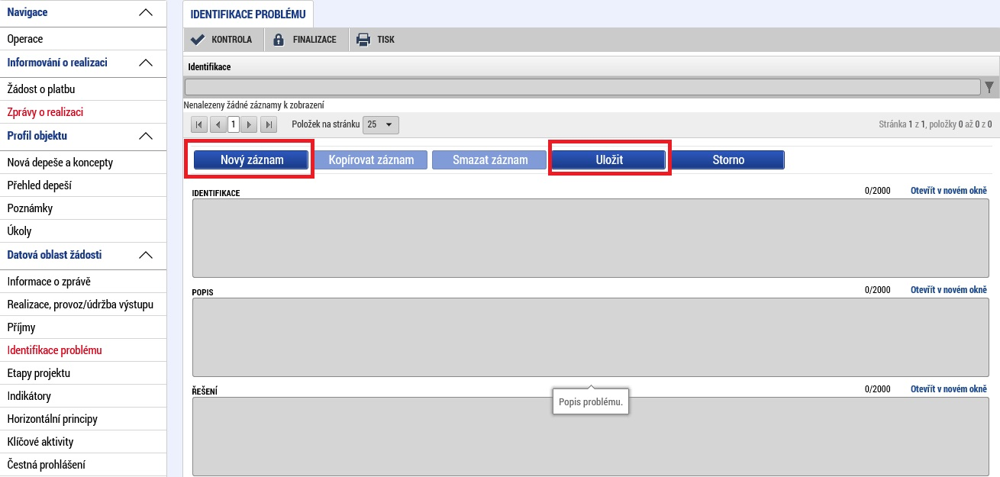 Navigace
Operace
Informování o realizaci
Žádost o platbu
Zprávy o realizaci
Profil objektu
Nová depeše a koncepty
Přehled depeší
Poznámky
Úkoly
Datová oblast žádosti
Informace o zprávě
Realizace, provoz/údržba výstupu
Příjmy
Identifikace problému
Etapy projektu
Indikátory
Horizontální principy
Klíčové aktivity
Čestná prohlášení
IDENTIFIKACE PROBLÉMU
KONTROLA FINALIZACE TISK
Identifikace
Nenalezeny žádné záznamy k zobrazení
1 Položek na stránku 25 Stránka 1 z 1, položky 0 až 0 z 0
Nový záznam Kopírovat záznam Smazat záznam Uložit Storno
IDENTIFIKACE 0/2000 Otevřít v novém okně
POPIS 0/2000 Otevřít v novém okně
ŘEŠENÍ 0/2000 Otevřít v novém okně
Popis problému.